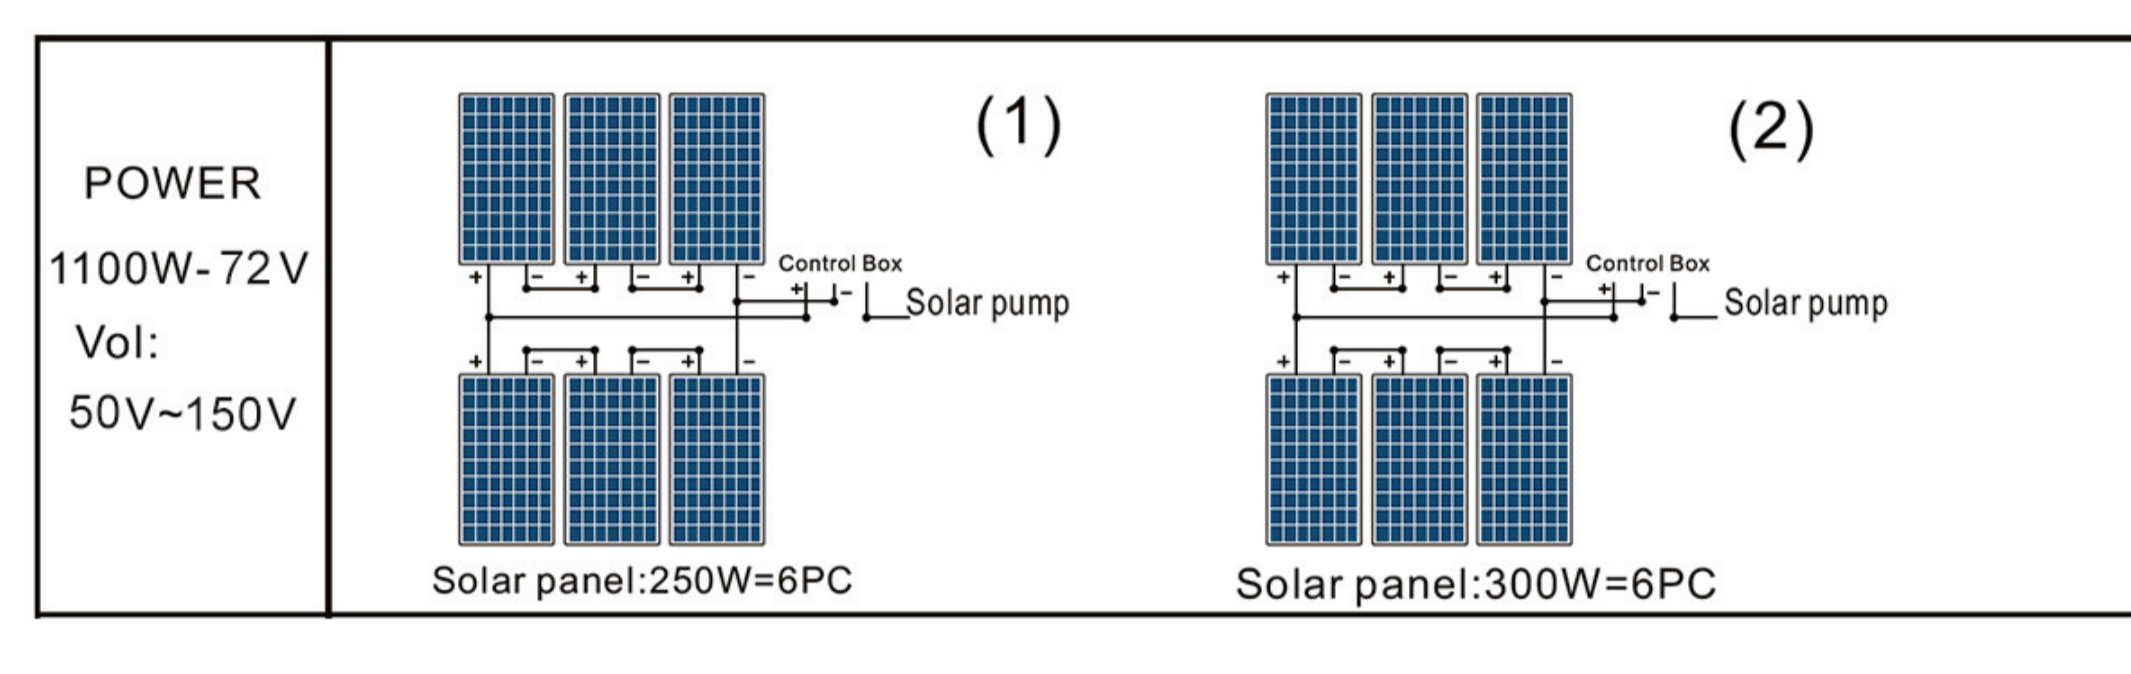 POWER
1100W-72V
Vol:
50V~150V
(1)
+ − + − + −
Control Box
+ −
Solar pump
+ − + − + −
Solar panel:250W=6PC
(2)
+ − + − + −
Control Box
+ −
Solar pump
+ − + − + −
Solar panel:300W=6PC